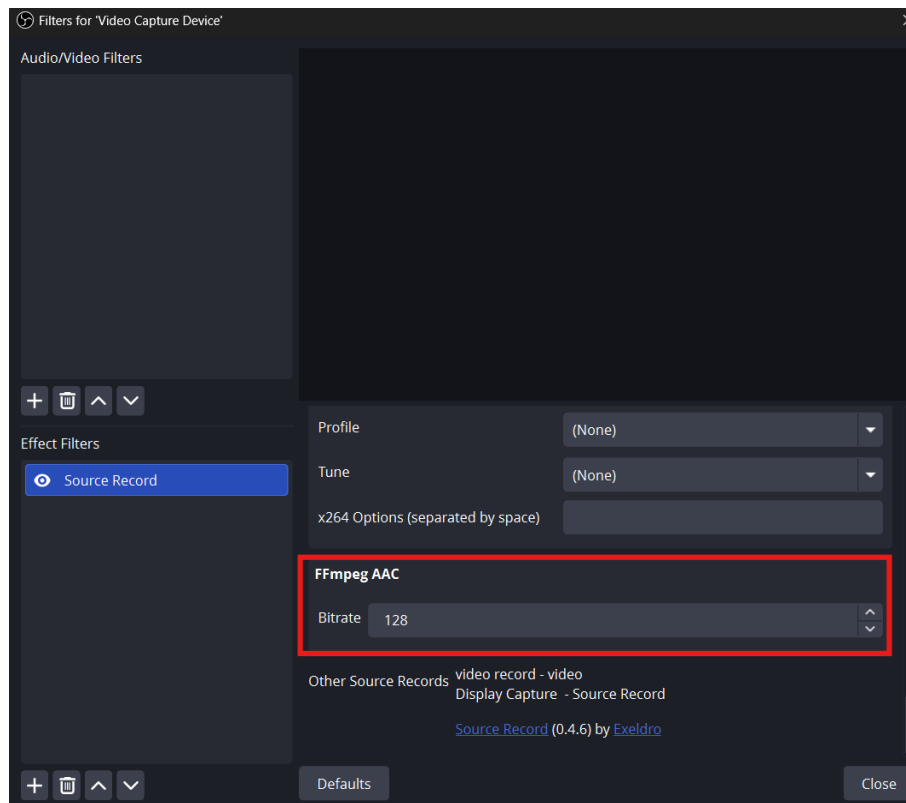 Filters for 'Video Capture Device'
Audio/Video Filters
Profile (None)
Tune (None)
x264 Options (separated by space)
Effect Filters
Source Record
FFmpeg AAC
Bitrate 128
Other Source Records video record - video
Display Capture - Source Record
Source Record (0.4.6) by Exeldro
Defaults Close